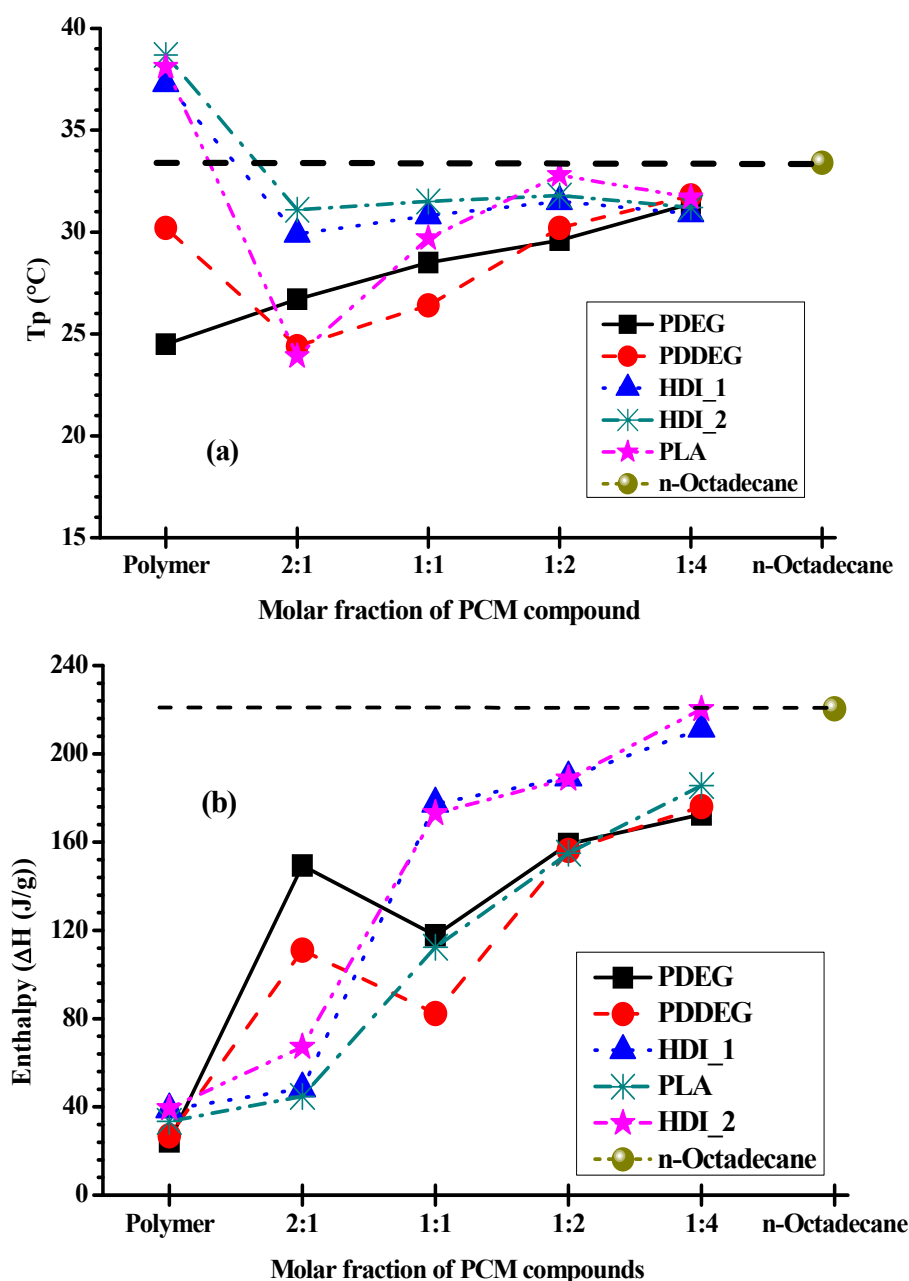 40
35
30
25
20
15
Tp (°C)
(a)
PDEG
PDDEG
HDI_1
HDI_2
PLA
n-Octadecane
Polymer 2:1 1:1 1:2 1:4 n-Octadecane
Molar fraction of PCM compound
240
200
160
120
80
40
0
Enthalpy (ΔH (J/g))
(b)
PDEG
PDDEG
HDI_1
PLA
HDI_2
n-Octadecane
Polymer 2:1 1:1 1:2 1:4 n-Octadecane
Molar fraction of PCM compounds